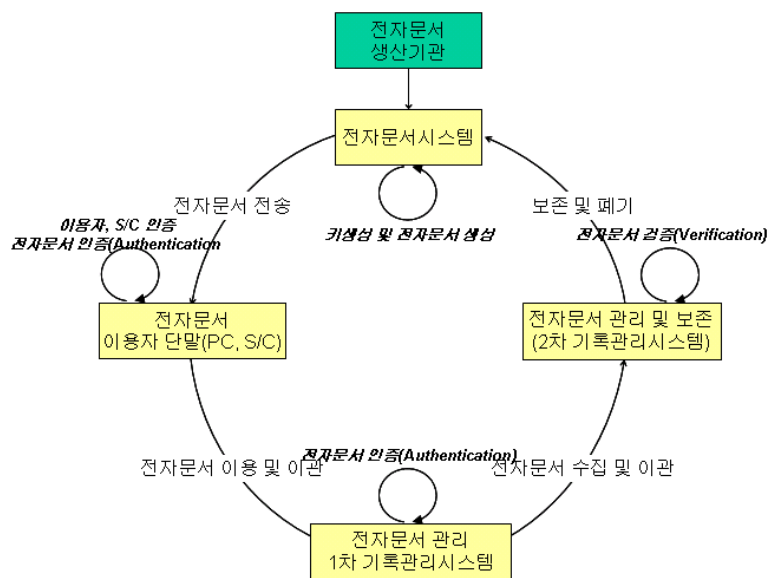 전자문서
생산기관
전자문서시스템
전자문서 전송
보존 및 폐기
이용자, S/C 인증
전자문서 인증(Authentication
키생성 및 전자문서 생성
전자문서 검증(Verification)
전자문서
이용자 단말(PC, S/C)
전자문서 관리 및 보존
(2차 기록관리시스템)
전자문서 인증(Authentication)
전자문서 이용 및 이관
전자문서 수집 및 이관
전자문서 관리
1차 기록관리시스템